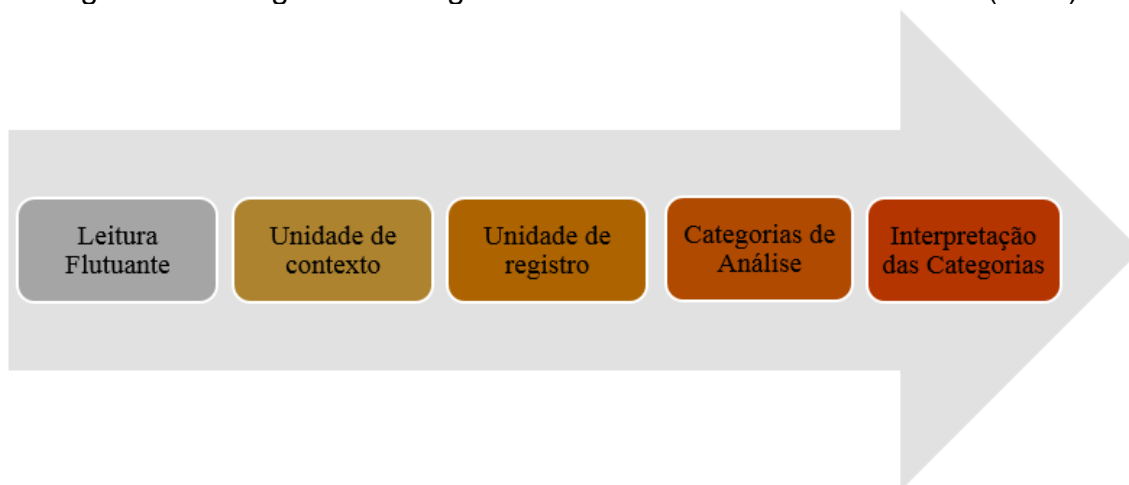 Leitura
Flutuante
Unidade de
contexto
Unidade de
registro
Categorias de
Análise
Interpretação
das Categorias